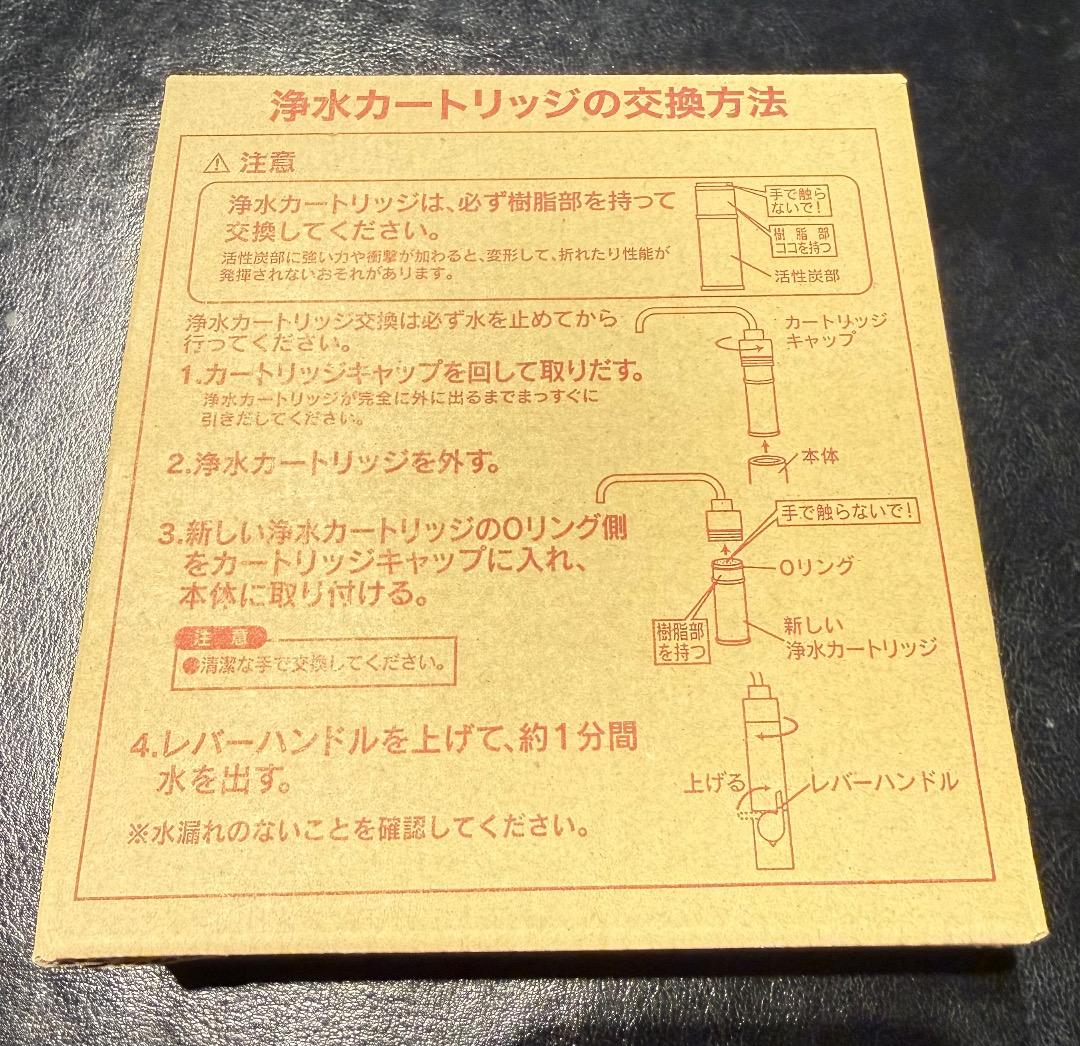 浄水カートリッジの交換方法
⚠ 注意
浄水カートリッジは、必ず樹脂部を持って
交換してください。
活性炭部に強い力や衝撃が加わると、変形して、折れたり性能が
発揮されないおそれがあります。
手で触ら
ないで!
樹脂部
ココを持つ
活性炭部
浄水カートリッジ交換は必ず水を止めてから
行ってください。
1.カートリッジキャップを回して取りだす。
浄水カートリッジが完全に外に出るまでまっすぐに
引きだしてください。
カートリッジ
キャップ
2.浄水カートリッジを外す。
本体
3.新しい浄水カートリッジのOリング側
をカートリッジキャップに入れ、
本体に取り付ける。
注意
●清潔な手で交換してください。
手で触らないで!
Oリング
樹脂部
を持つ
新しい
浄水カートリッジ
4.レバーハンドルを上げて、約1分間
水を出す。
※水漏れのないことを確認してください。
上げる
レバーハンドル